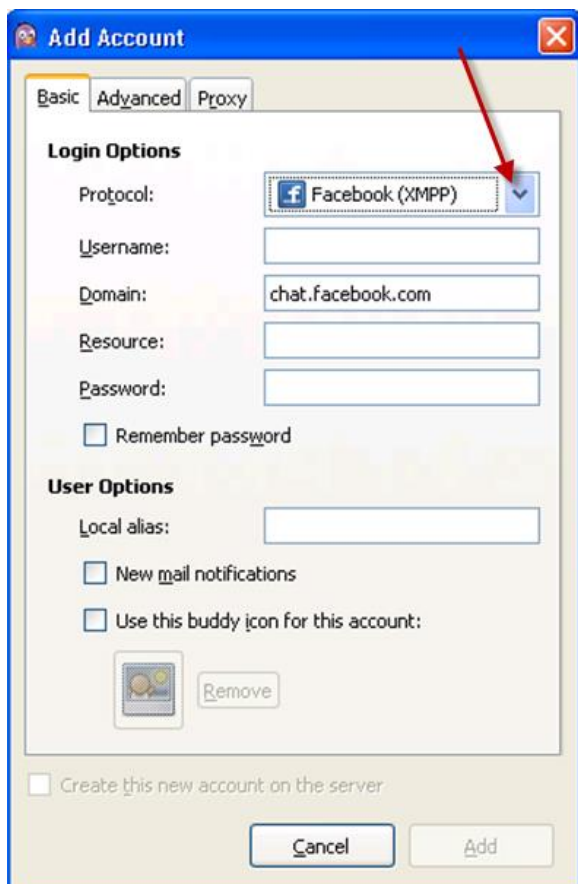 Add Account
Basic Advanced Proxy
Login Options
Protocol: Facebook (XMPP)
Username:
Domain: chat.facebook.com
Resource:
Password:
Remember password
User Options
Local alias:
New mail notifications
Use this buddy icon for this account:
Remove
Create this new account on the server
Cancel Add